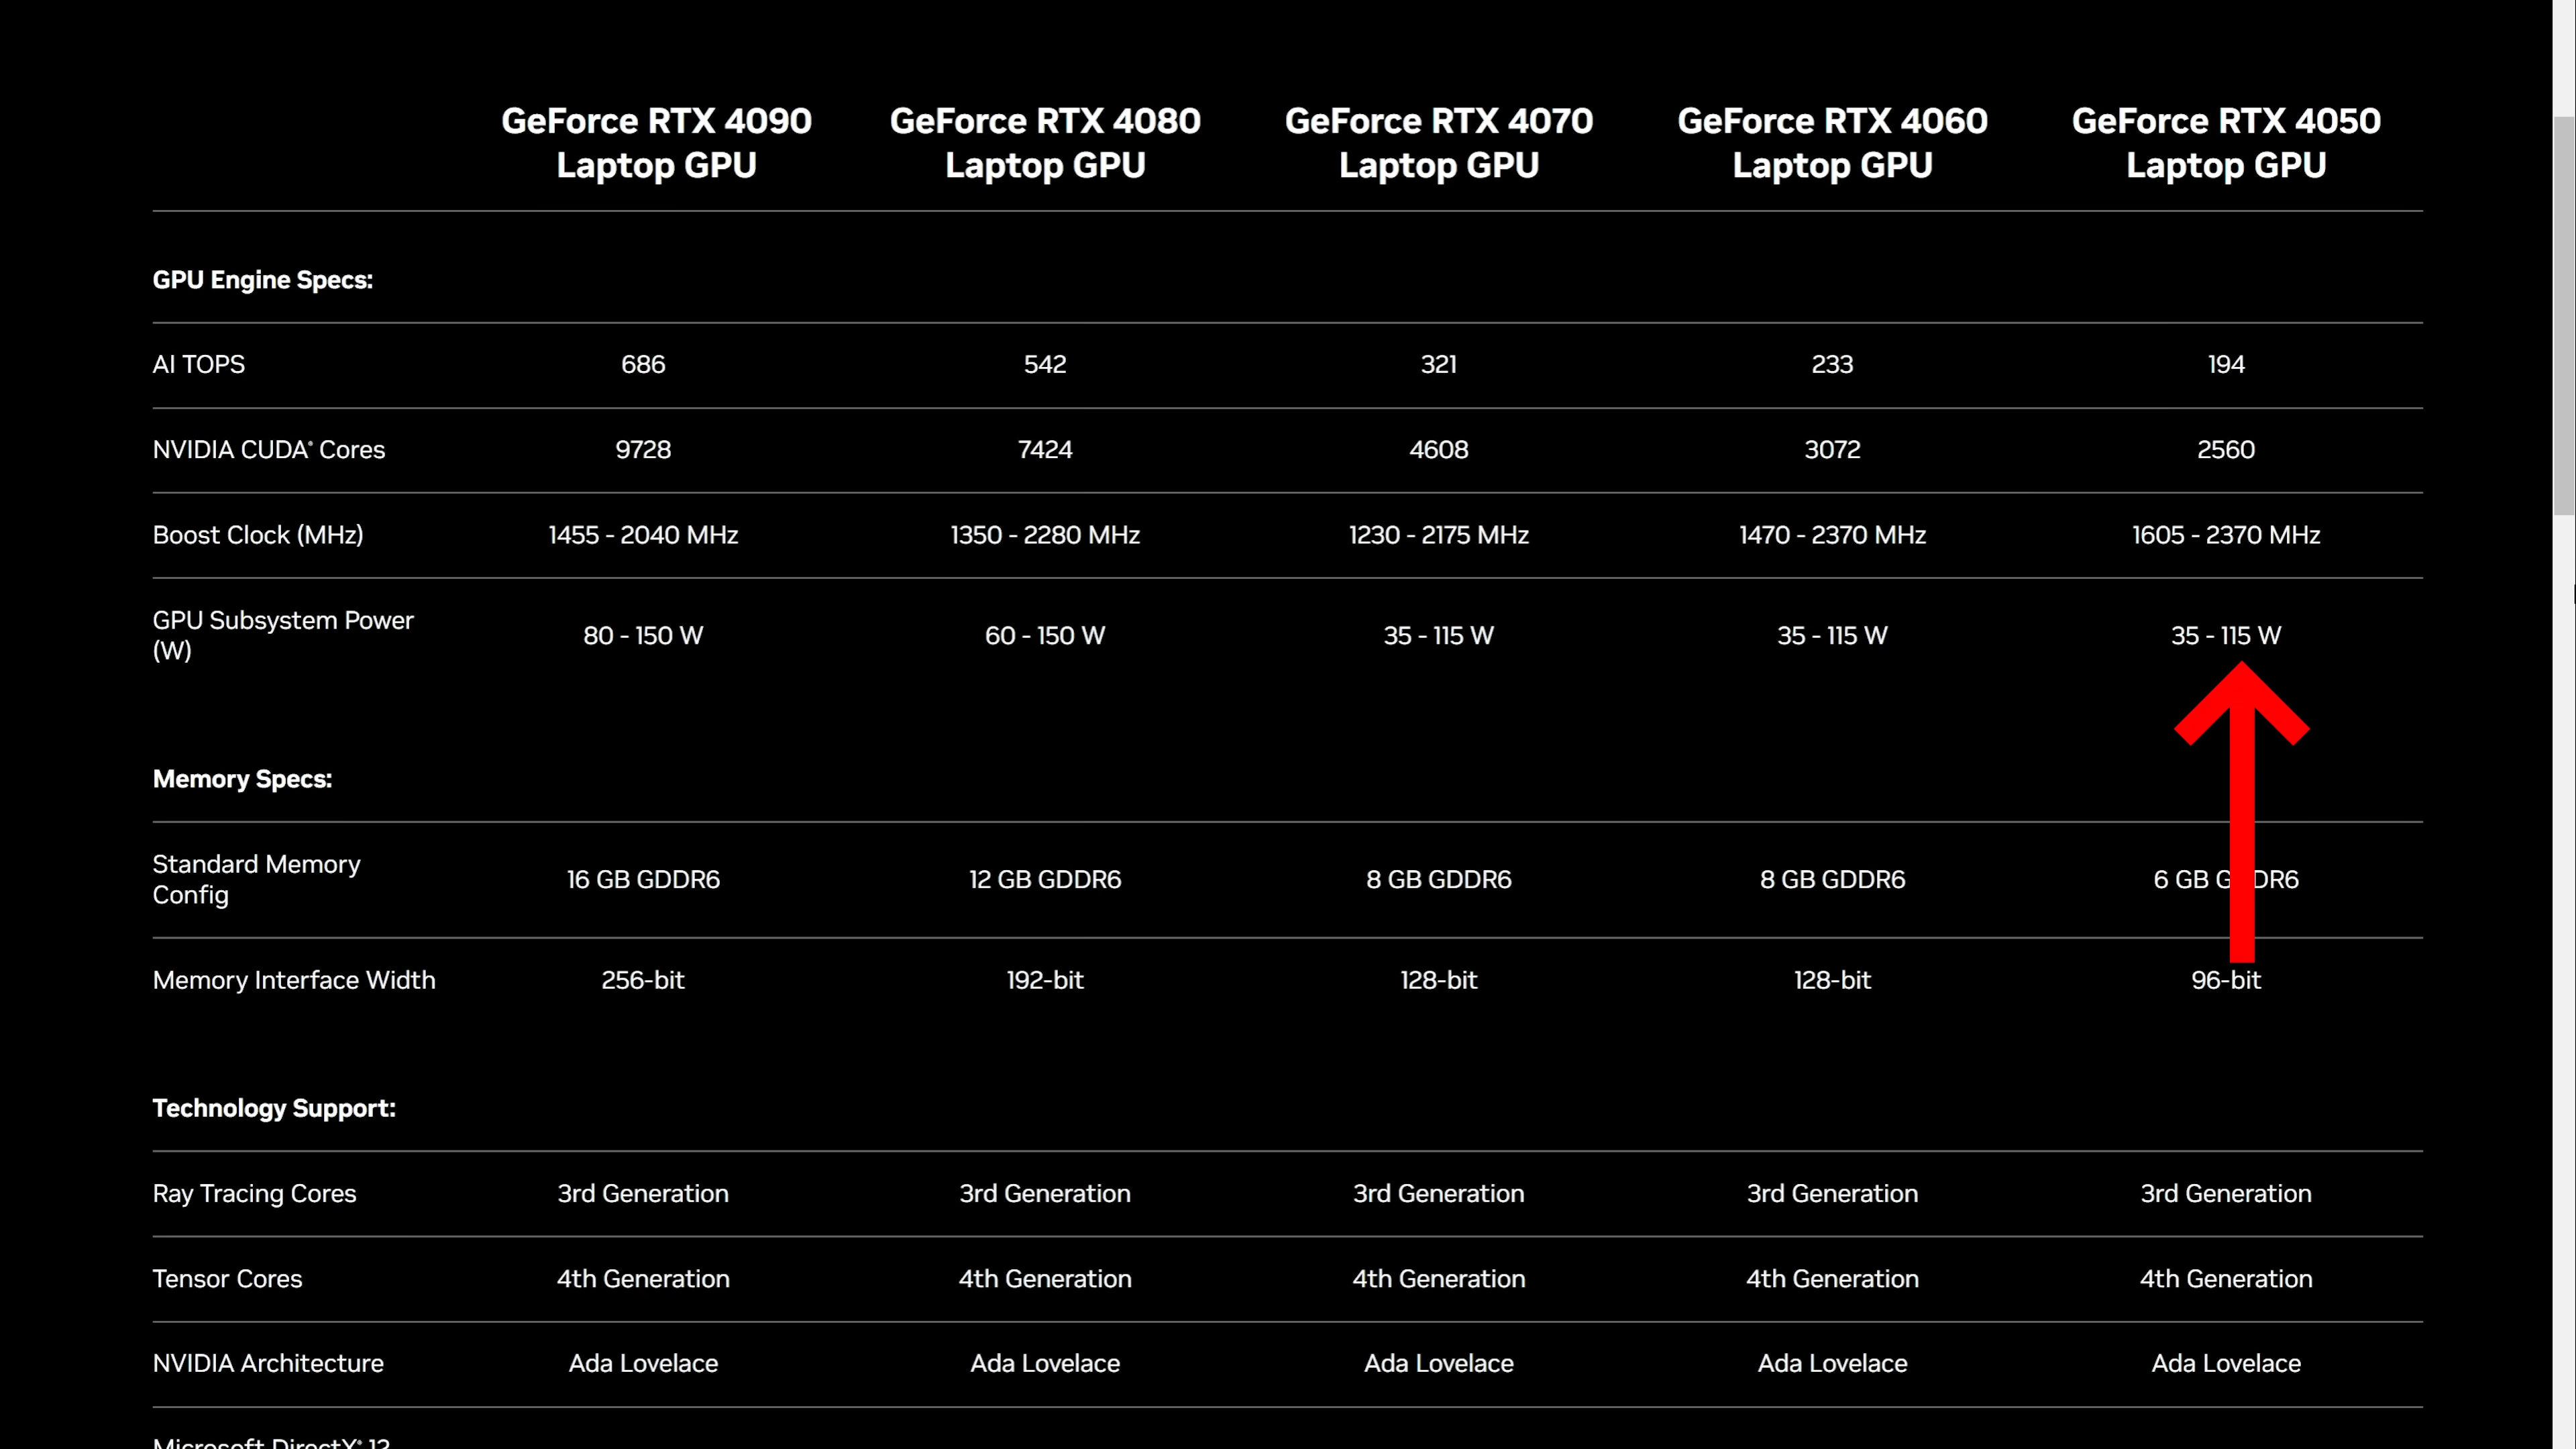 GeForce RTX 4090 Laptop GPU GeForce RTX 4080 Laptop GPU GeForce RTX 4070 Laptop GPU GeForce RTX 4060 Laptop GPU GeForce RTX 4050 Laptop GPU
GPU Engine Specs:
AI TOPS 686 542 321 233 194
NVIDIA CUDA® Cores 9728 7424 4608 3072 2560
Boost Clock (MHz) 1455 - 2040 MHz 1350 - 2280 MHz 1230 - 2175 MHz 1470 - 2370 MHz 1605 - 2370 MHz
GPU Subsystem Power (W) 80 - 150 W 60 - 150 W 35 - 115 W 35 - 115 W 35 - 115 W
Memory Specs:
Standard Memory Config 16 GB GDDR6 12 GB GDDR6 8 GB GDDR6 8 GB GDDR6 6 GB GDDR6
Memory Interface Width 256-bit 192-bit 128-bit 128-bit 96-bit
Technology Support:
Ray Tracing Cores 3rd Generation 3rd Generation 3rd Generation 3rd Generation 3rd Generation
Tensor Cores 4th Generation 4th Generation 4th Generation 4th Generation 4th Generation
NVIDIA Architecture Ada Lovelace Ada Lovelace Ada Lovelace Ada Lovelace Ada Lovelace
Microsoft DirectX® 12